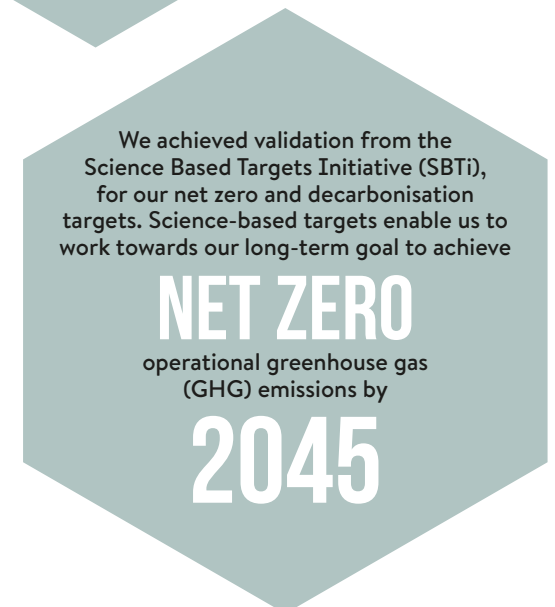 We achieved validation from the
Science Based Targets Initiative (SBTi),
for our net zero and decarbonisation
targets. Science-based targets enable us to
work towards our long-term goal to achieve
NET ZERO
operational greenhouse gas
(GHG) emissions by
2045